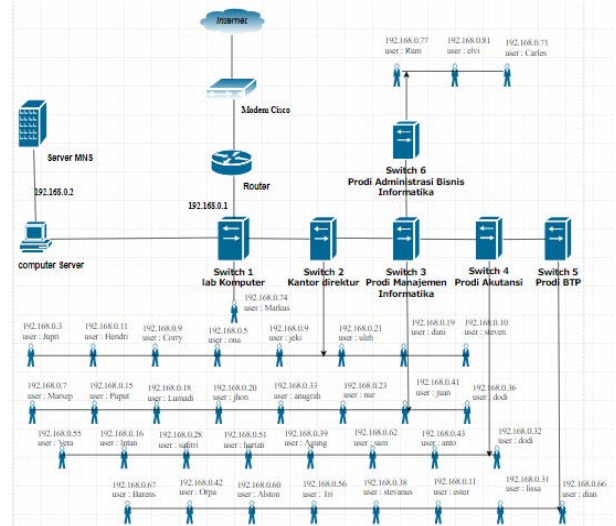 Internet
Modem Cisco
Router
192.168.0.1
Server MNS
192.168.0.2
computer Server
192.168.0.77
user : Rum
192.168.0.81
user : elvi
192.168.0.71
user : Carles
Switch 6
Prodi Administrasi Bisnis
Informatika
Switch 1
lab Komputer
Switch 2
Kantor direktur
Switch 3
Prodi Manajemen
Informatika
Switch 4
Prodi Akutansi
Switch 5
Prodi BTP
192.168.0.74
user : Markus
192.168.0.3
user : Jupri
192.168.0.11
user : Hendri
192.168.0.9
user : Corry
192.168.0.5
user : ona
192.168.0.9
user : jeki
192.168.0.21
user : uleh
192.168.0.19
user : dani
192.168.0.10
user : steven
192.168.0.7
user : Marsep
192.168.0.15
user : Puput
192.168.0.18
user : Lumadi
192.168.0.20
user : jhon
192.168.0.33
user : anugrah
192.168.0.23
user : nur
192.168.0.41
user : juan
192.168.0.36
user : dodi
192.168.0.55
user : Yera
192.168.0.16
user : Intan
192.168.0.28
user : safitri
192.168.0.51
user : hartati
192.168.0.39
user : Agung
192.168.0.62
user : sam
192.168.0.43
user : anto
192.168.0.32
user : dodi
192.168.0.67
user : Barens
192.168.0.42
user : Orpa
192.168.0.60
user : Alston
192.168.0.56
user : Tri
192.168.0.38
user : stevanus
192.168.0.11
user : ester
192.168.0.31
user : lissa
192.168.0.66
user : dian